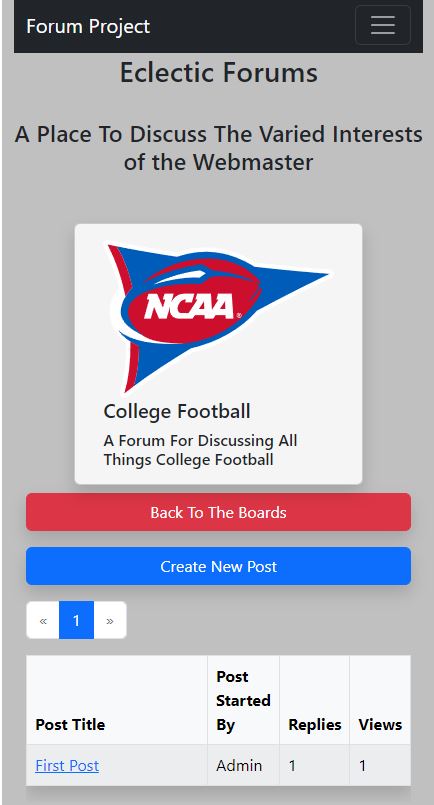 Forum Project
Eclectic Forums
A Place To Discuss The Varied Interests
of the Webmaster
NCAA®
College Football
A Forum For Discussing All
Things College Football
Back To The Boards
Create New Post
« 1 »
Post Title Post Started By Replies Views
First Post Admin 1 1